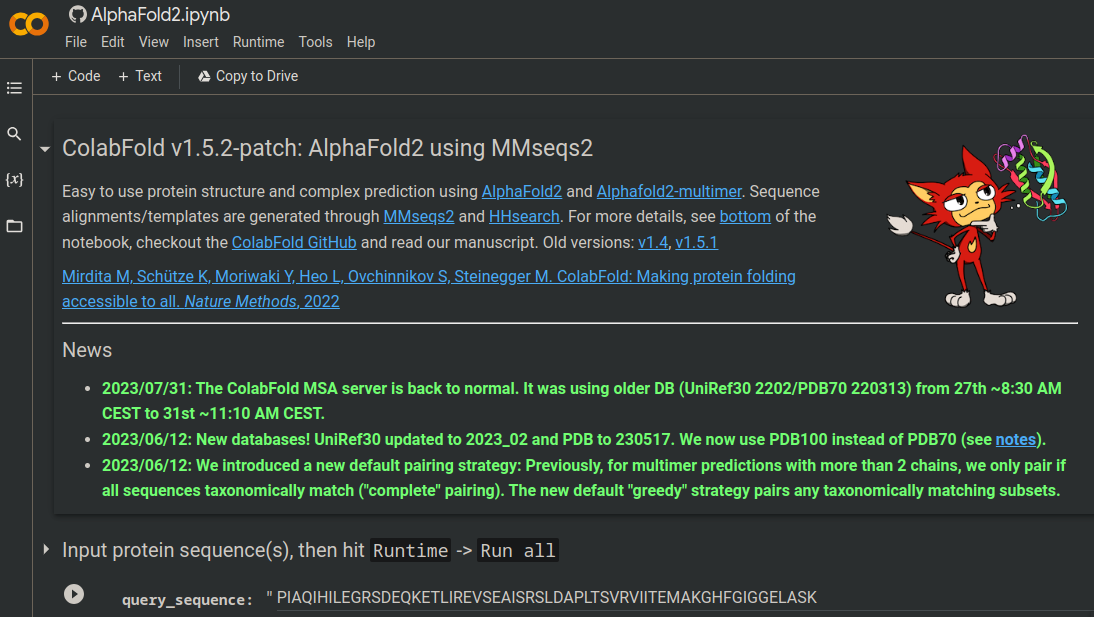 AlphaFold2.ipynb
File Edit View Insert Runtime Tools Help
+ Code + Text Copy to Drive
ColabFold v1.5.2-patch: AlphaFold2 using MMseqs2
Easy to use protein structure and complex prediction using AlphaFold2 and Alphafold2-multimer. Sequence
alignments/templates are generated through MMseqs2 and HHsearch. For more details, see bottom of the
notebook, checkout the ColabFold GitHub and read our manuscript. Old versions: v1.4, v1.5.1
Mirdita M, Schütze K, Moriwaki Y, Heo L, Ovchinnikov S, Steinegger M. ColabFold: Making protein folding
accessible to all. Nature Methods, 2022
News
• 2023/07/31: The ColabFold MSA server is back to normal. It was using older DB (UniRef30 2202/PDB70 220313) from 27th ~8:30 AM
CEST to 31st ~11:10 AM CEST.
• 2023/06/12: New databases! UniRef30 updated to 2023_02 and PDB to 230517. We now use PDB100 instead of PDB70 (see notes).
• 2023/06/12: We introduced a new default pairing strategy: Previously, for multimer predictions with more than 2 chains, we only pair if
all sequences taxonomically match ("complete" pairing). The new default "greedy" strategy pairs any taxonomically matching subsets.
Input protein sequence(s), then hit Runtime -> Run all
query_sequence: " PIAQIHILEGRSDEQKETLIREVSEAISRSLDAPLTSVRVIITEMAKGHFGIGGELASK
{x}